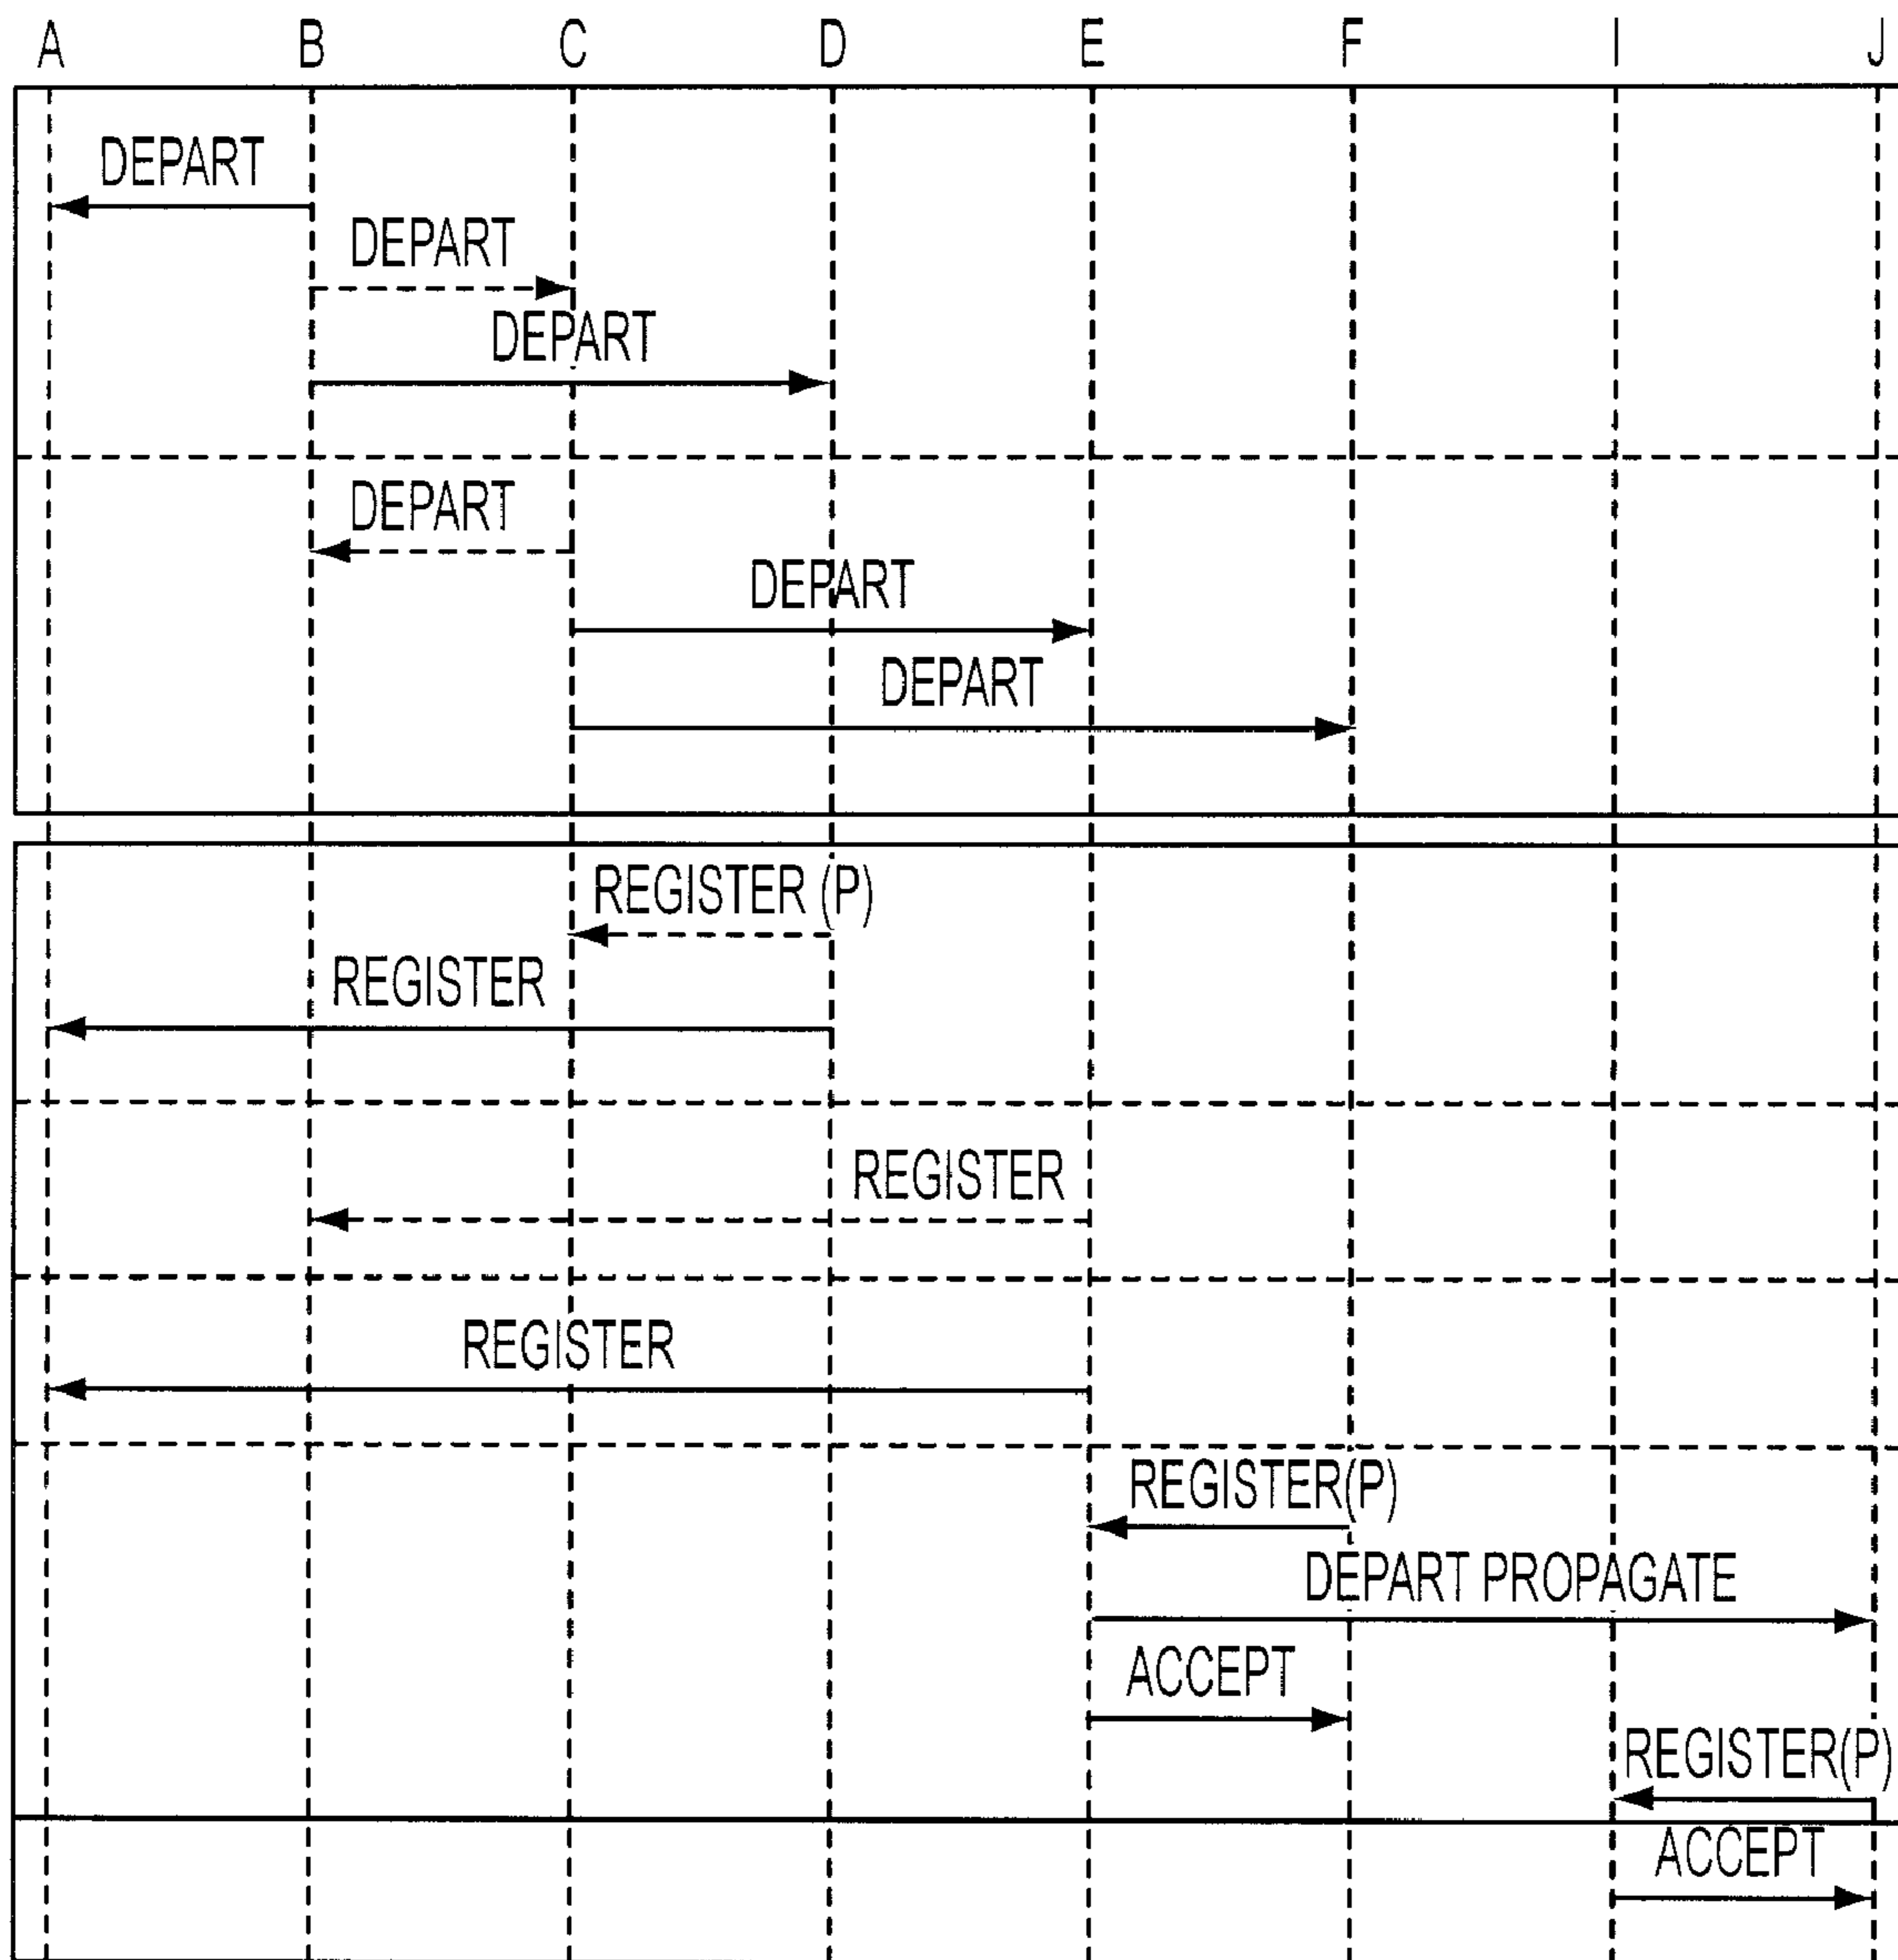 A B C D E F I J
DEPART
DEPART
DEPART
DEPART
DEPART
DEPART
REGISTER (P)
REGISTER
REGISTER
REGISTER
REGISTER(P)
DEPART PROPAGATE
ACCEPT
REGISTER(P)
ACCEPT